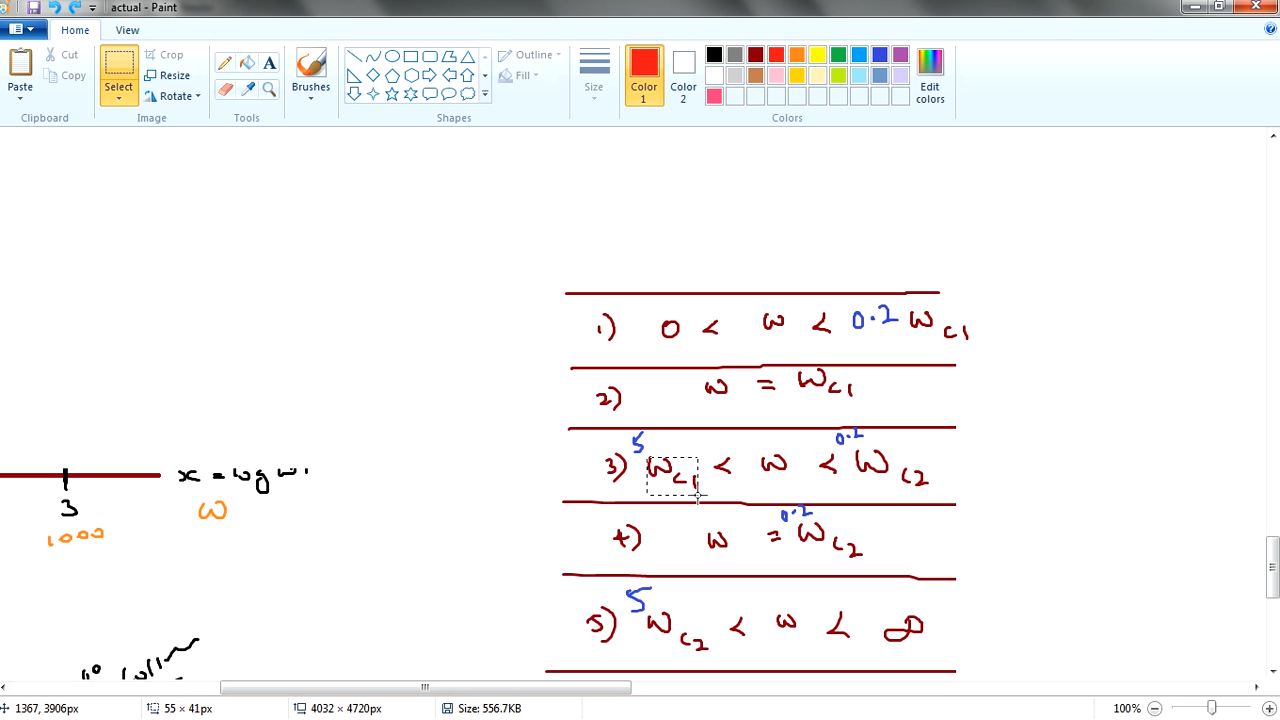 actual - Paint
Home View
Paste
Cut
Copy
Clipboard
Select
Crop
Resize
Rotate
Image
A
Tools
Brushes
Outline
Fill
Shapes
Size
Color 1
Color 2
Edit colors
Colors
1) 0 < w < 0.2 w c1
2) w = w c1
5 0.2
3) w c1 < w < w c2
x = log w
3
w
1000
0.2
4) w = w c2
5
5) w c2 < w < ∞
1367, 3906px 55 × 41px 4032 × 4720px Size: 556.7KB 100%